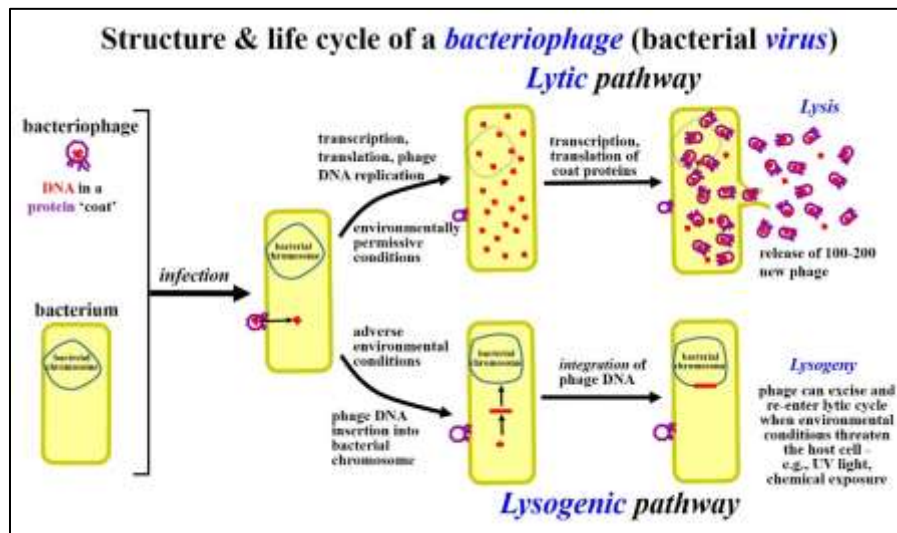 Structure & life cycle of a bacteriophage (bacterial virus)
Lytic pathway
bacteriophage
DNA in a
protein ‘coat’
bacterium
bacterial
chromosome
infection
bacterial
chromosome
transcription,
translation, phage
DNA replication
environmentally
permissive
conditions
transcription,
translation of
coat proteins
Lysis
release of 100-200
new phage
adverse
environmental
conditions
phage DNA
insertion into
bacterial
chromosome
bacterial
chromosome
integration of
phage DNA
bacterial
chromosome
Lysogeny
phage can excise and
re-enter lytic cycle
when environmental
conditions threaten
the host cell -
e.g., UV light,
chemical exposure
Lysogenic pathway